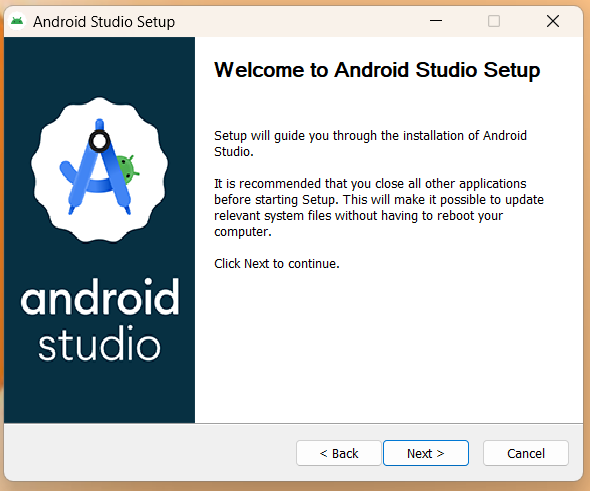 Android Studio Setup
Welcome to Android Studio Setup
Setup will guide you through the installation of Android
Studio.
It is recommended that you close all other applications
before starting Setup. This will make it possible to update
relevant system files without having to reboot your
computer.
Click Next to continue.
android
studio
< Back
Next >
Cancel